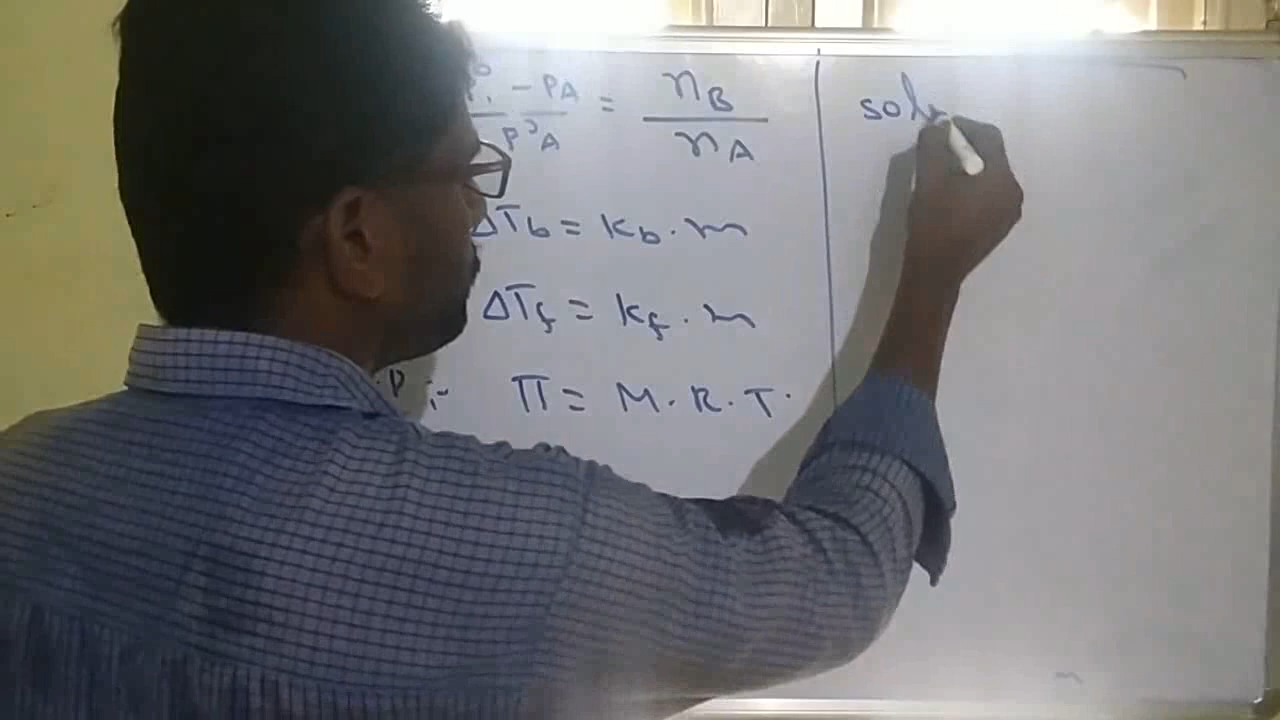 - PA = nB
P°A nA
ΔTb = Kb . m
ΔTf = Kf . m
.P :- π = M . R . T .
sol